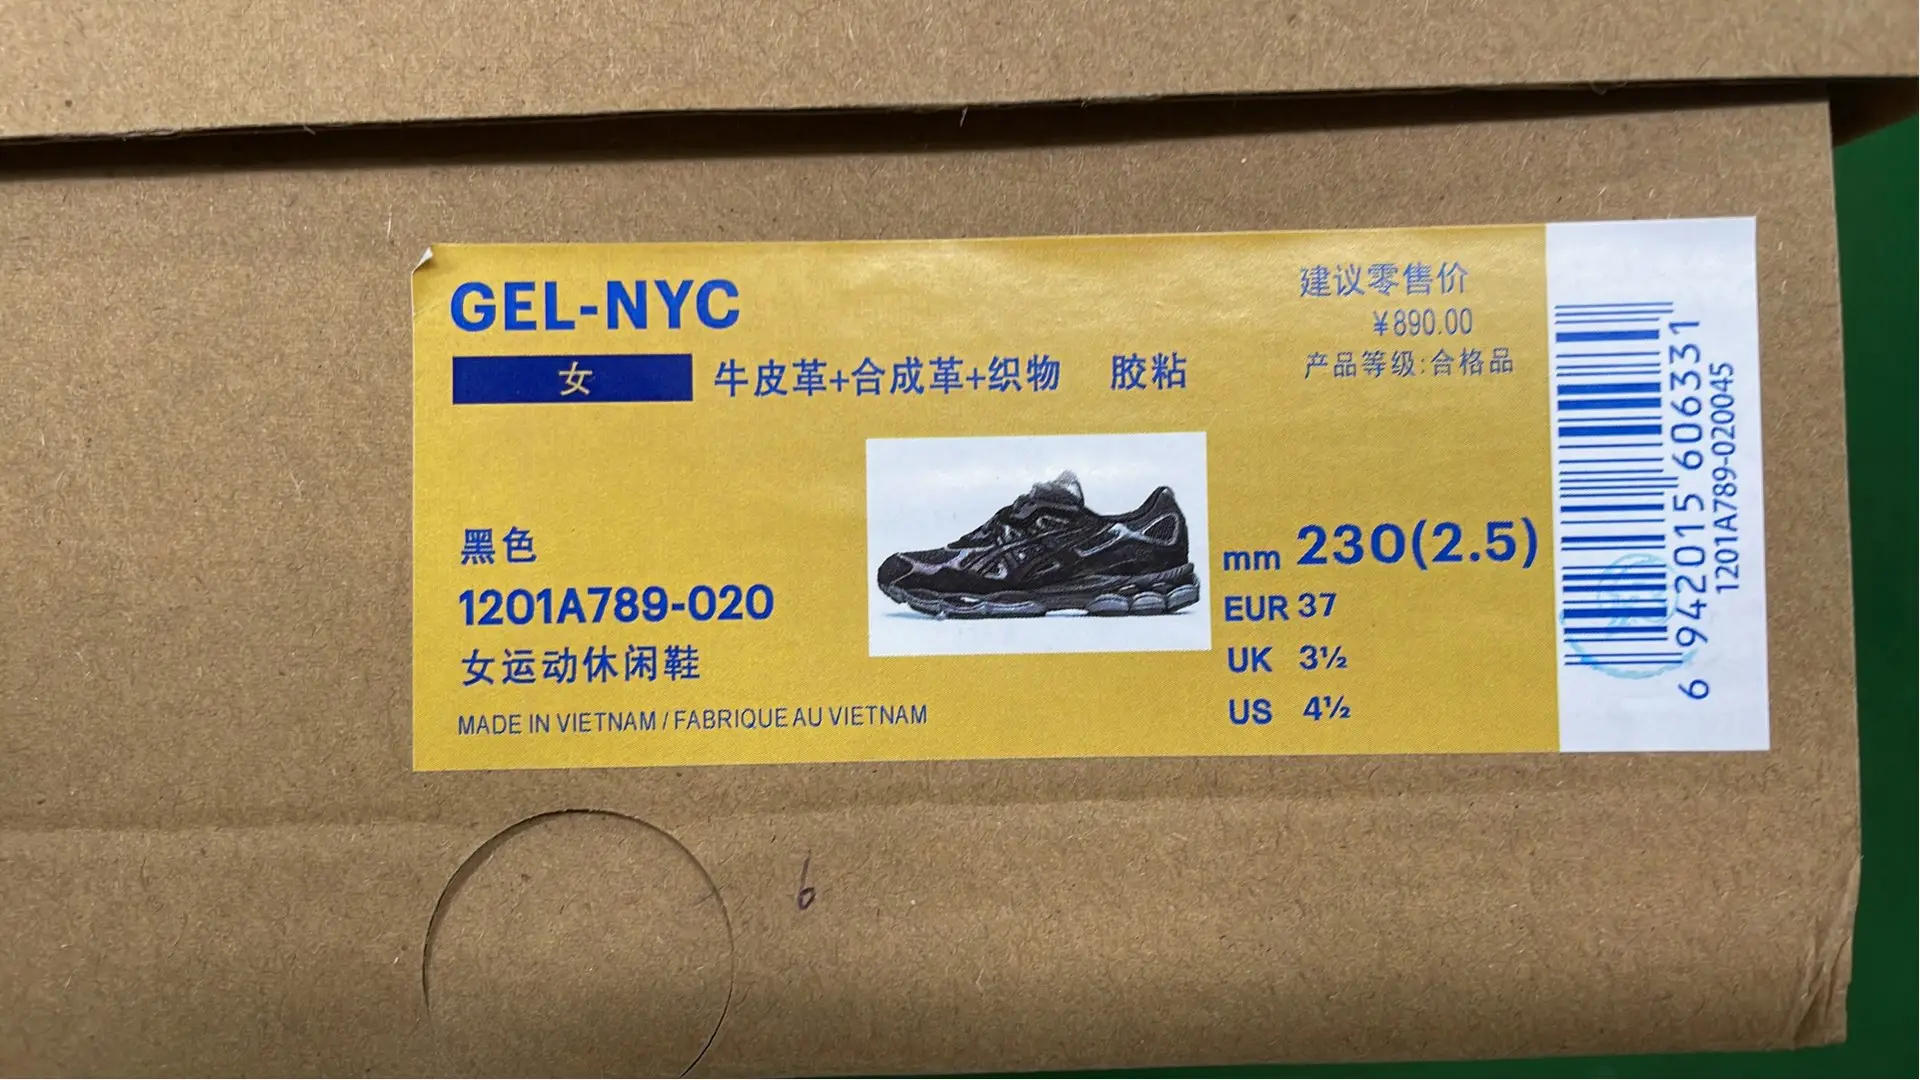 GEL-NYC
女 牛皮革+合成革+织物 胶粘
建议零售价
¥890.00
产品等级:合格品
黑色
1201A789-020
女运动休闲鞋
MADE IN VIETNAM / FABRIQUE AU VIETNAM
mm 230(2.5)
EUR 37
UK 3½
US 4½
6 942015 606331
1201A789-020045
6